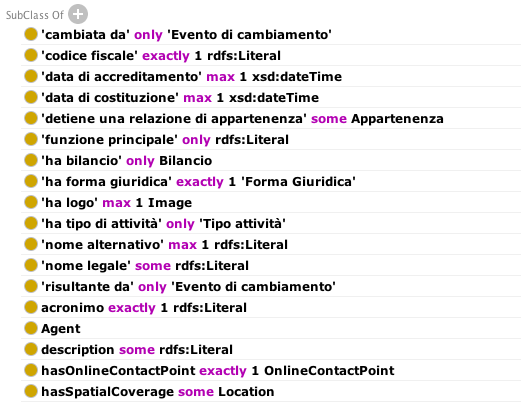 SubClass Of
'cambiata da' only 'Evento di cambiamento'
'codice fiscale' exactly 1 rdfs:Literal
'data di accreditamento' max 1 xsd:dateTime
'data di costituzione' max 1 xsd:dateTime
'detiene una relazione di appartenenza' some Appartenenza
'funzione principale' only rdfs:Literal
'ha bilancio' only Bilancio
'ha forma giuridica' exactly 1 'Forma Giuridica'
'ha logo' max 1 Image
'ha tipo di attività' only 'Tipo attività'
'nome alternativo' max 1 rdfs:Literal
'nome legale' some rdfs:Literal
'risultante da' only 'Evento di cambiamento'
acronimo exactly 1 rdfs:Literal
Agent
description some rdfs:Literal
hasOnlineContactPoint exactly 1 OnlineContactPoint
hasSpatialCoverage some Location